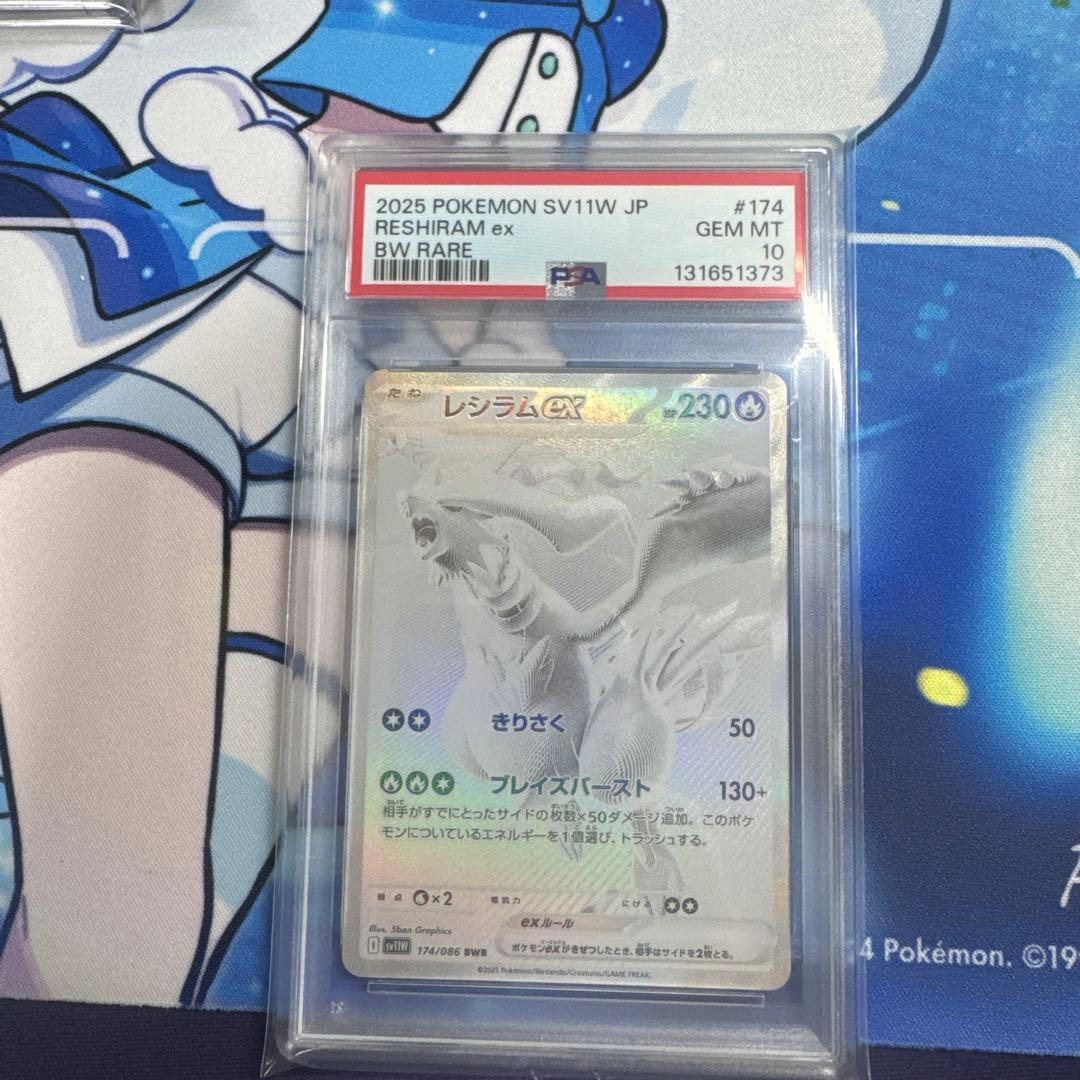 2025 POKEMON SV11W JP #174
RESHIRAM ex GEM MT
BW RARE 10
PSA 131651373
たね レシラムex HP230
きりさく 50
ブレイズバースト 130+
相手がすでにとったサイドの枚数×50ダメージ追加。このポケ
モンについているエネルギーを1個選び、トラッシュする。
弱点 ×2 抵抗力 にげる
Illus. 5ban Graphics
I sv11W 174/086 BWR
exルール
ポケモンexがきぜつしたとき、相手はサイドを2枚とる。
©2025 Pokémon/Nintendo/Creatures/GAME FREAK.
4 Pokémon. ©19